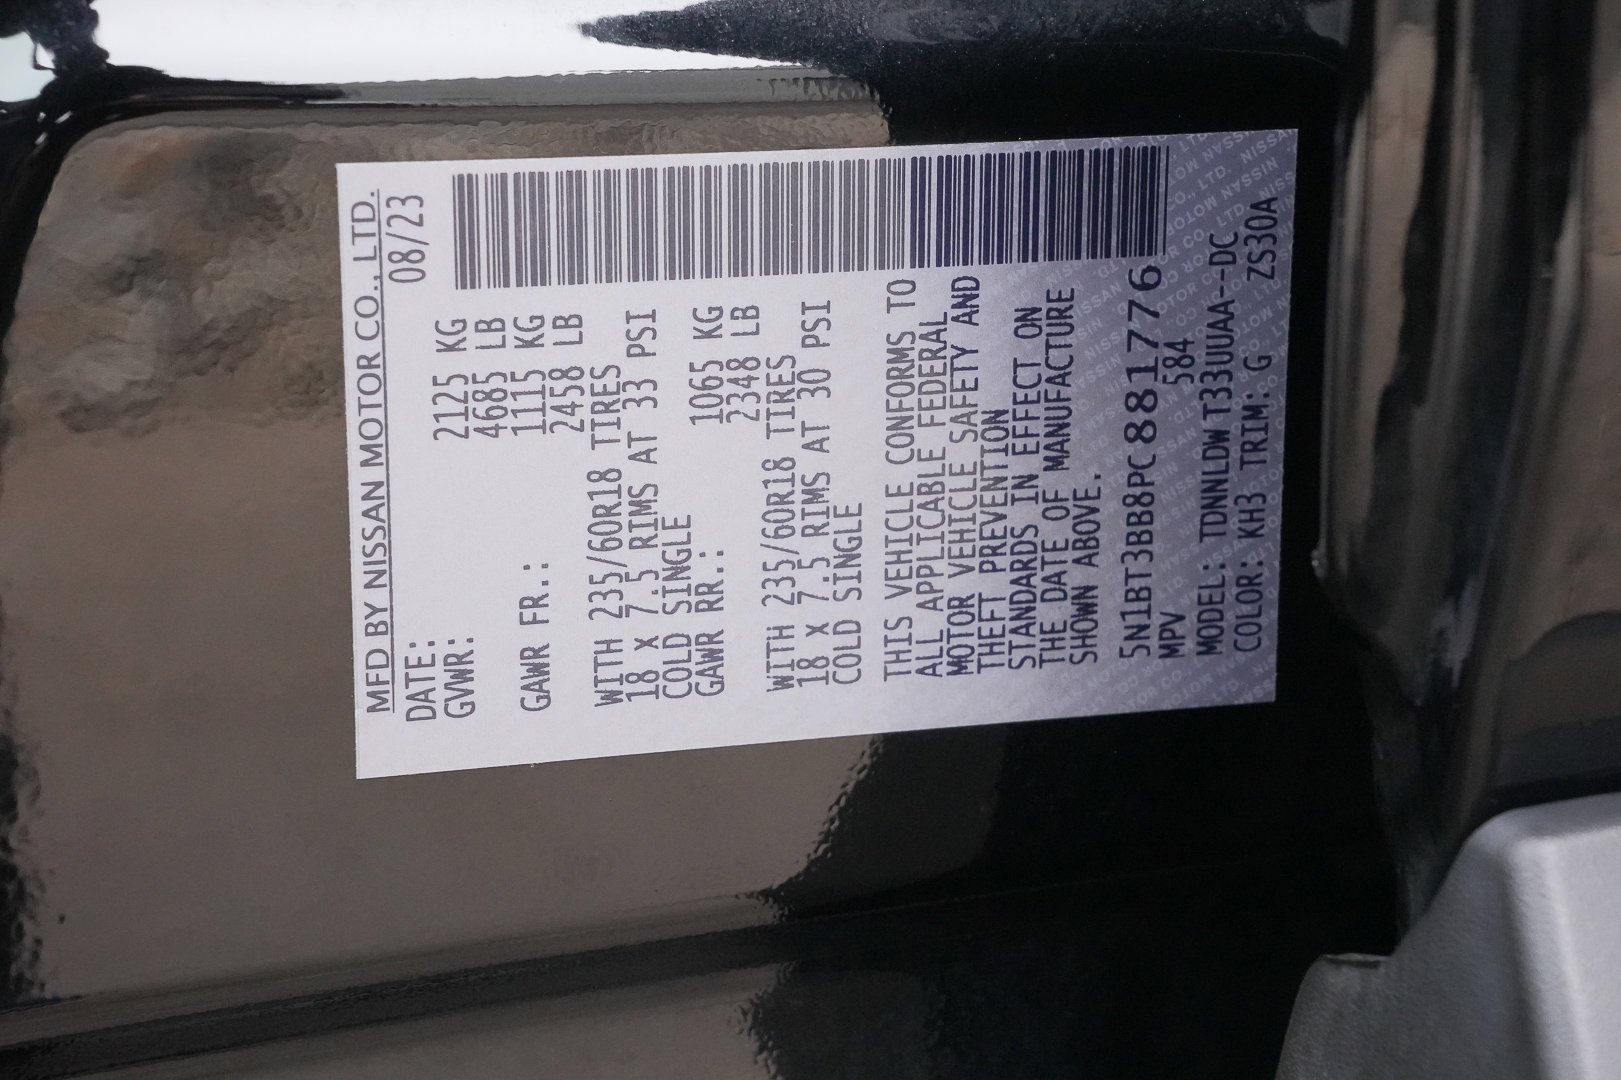 MFD BY NISSAN MOTOR CO., LTD.
DATE: 08/23
GVWR: 2125 KG
4685 LB
GAWR FR.: 1115 KG
2458 LB
WITH 235/60R18 TIRES
18 X 7.5 RIMS AT 33 PSI
COLD SINGLE
GAWR RR.: 1065 KG
2348 LB
WITH 235/60R18 TIRES
18 X 7.5 RIMS AT 30 PSI
COLD SINGLE
THIS VEHICLE CONFORMS TO
ALL APPLICABLE FEDERAL
MOTOR VEHICLE SAFETY AND
THEFT PREVENTION
STANDARDS IN EFFECT ON
THE DATE OF MANUFACTURE
SHOWN ABOVE.
5N1BT3BB8PC881776
MPV 584
MODEL: TDNNLDW T33UUAA--DC
COLOR: KH3 TRIM: G ZS30A